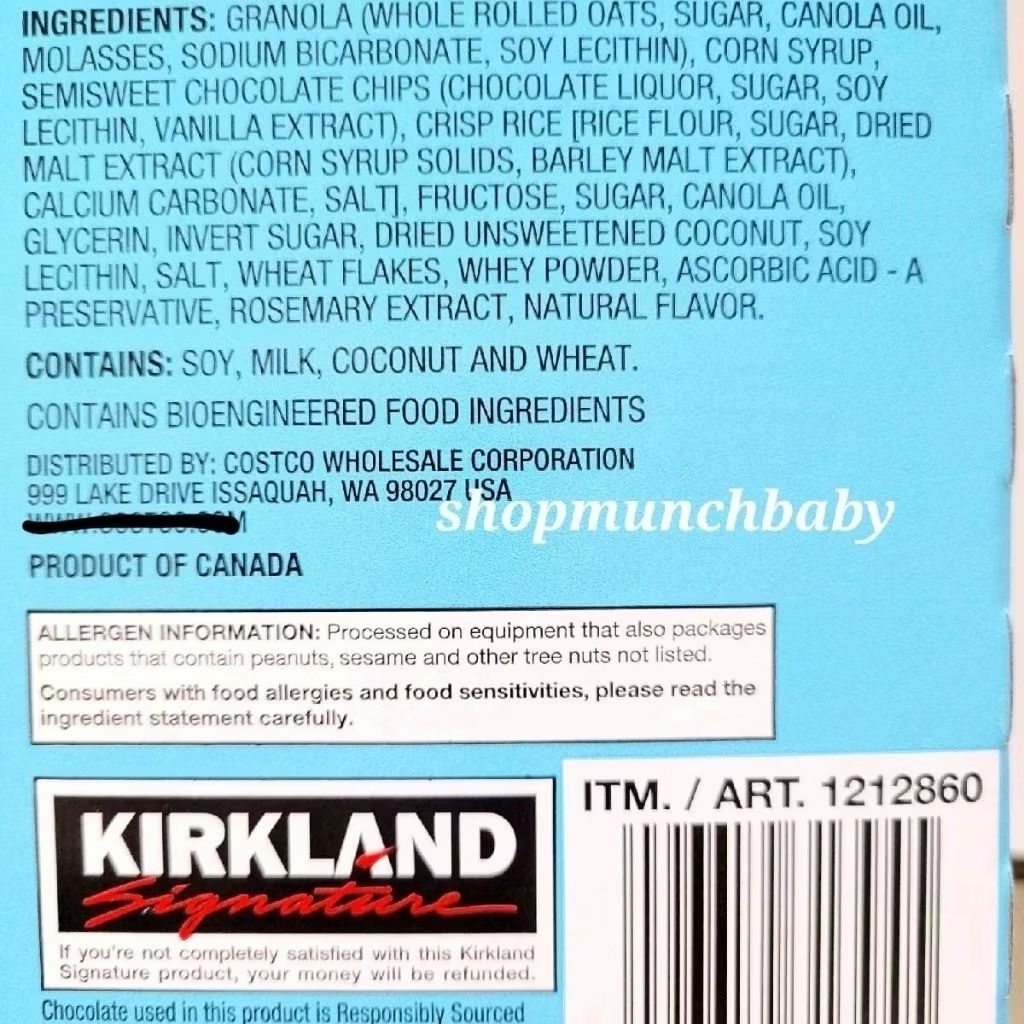 INGREDIENTS: GRANOLA (WHOLE ROLLED OATS, SUGAR, CANOLA OIL,
MOLASSES, SODIUM BICARBONATE, SOY LECITHIN), CORN SYRUP,
SEMISWEET CHOCOLATE CHIPS (CHOCOLATE LIQUOR, SUGAR, SOY
LECITHIN, VANILLA EXTRACT), CRISP RICE [RICE FLOUR, SUGAR, DRIED
MALT EXTRACT (CORN SYRUP SOLIDS, BARLEY MALT EXTRACT),
CALCIUM CARBONATE, SALT], FRUCTOSE, SUGAR, CANOLA OIL,
GLYCERIN, INVERT SUGAR, DRIED UNSWEETENED COCONUT, SOY
LECITHIN, SALT, WHEAT FLAKES, WHEY POWDER, ASCORBIC ACID - A
PRESERVATIVE, ROSEMARY EXTRACT, NATURAL FLAVOR.
CONTAINS: SOY, MILK, COCONUT AND WHEAT.
CONTAINS BIOENGINEERED FOOD INGREDIENTS
DISTRIBUTED BY: COSTCO WHOLESALE CORPORATION
999 LAKE DRIVE ISSAQUAH, WA 98027 USA
shopmunchbaby
PRODUCT OF CANADA
ALLERGEN INFORMATION: Processed on equipment that also packages
products that contain peanuts, sesame and other tree nuts not listed.
Consumers with food allergies and food sensitivities, please read the
ingredient statement carefully.
ITM. / ART. 1212860
KIRKLAND
Signature
If you're not completely satisfied with this Kirkland
Signature product, your money will be refunded.
Chocolate used in this product is Responsibly Sourced